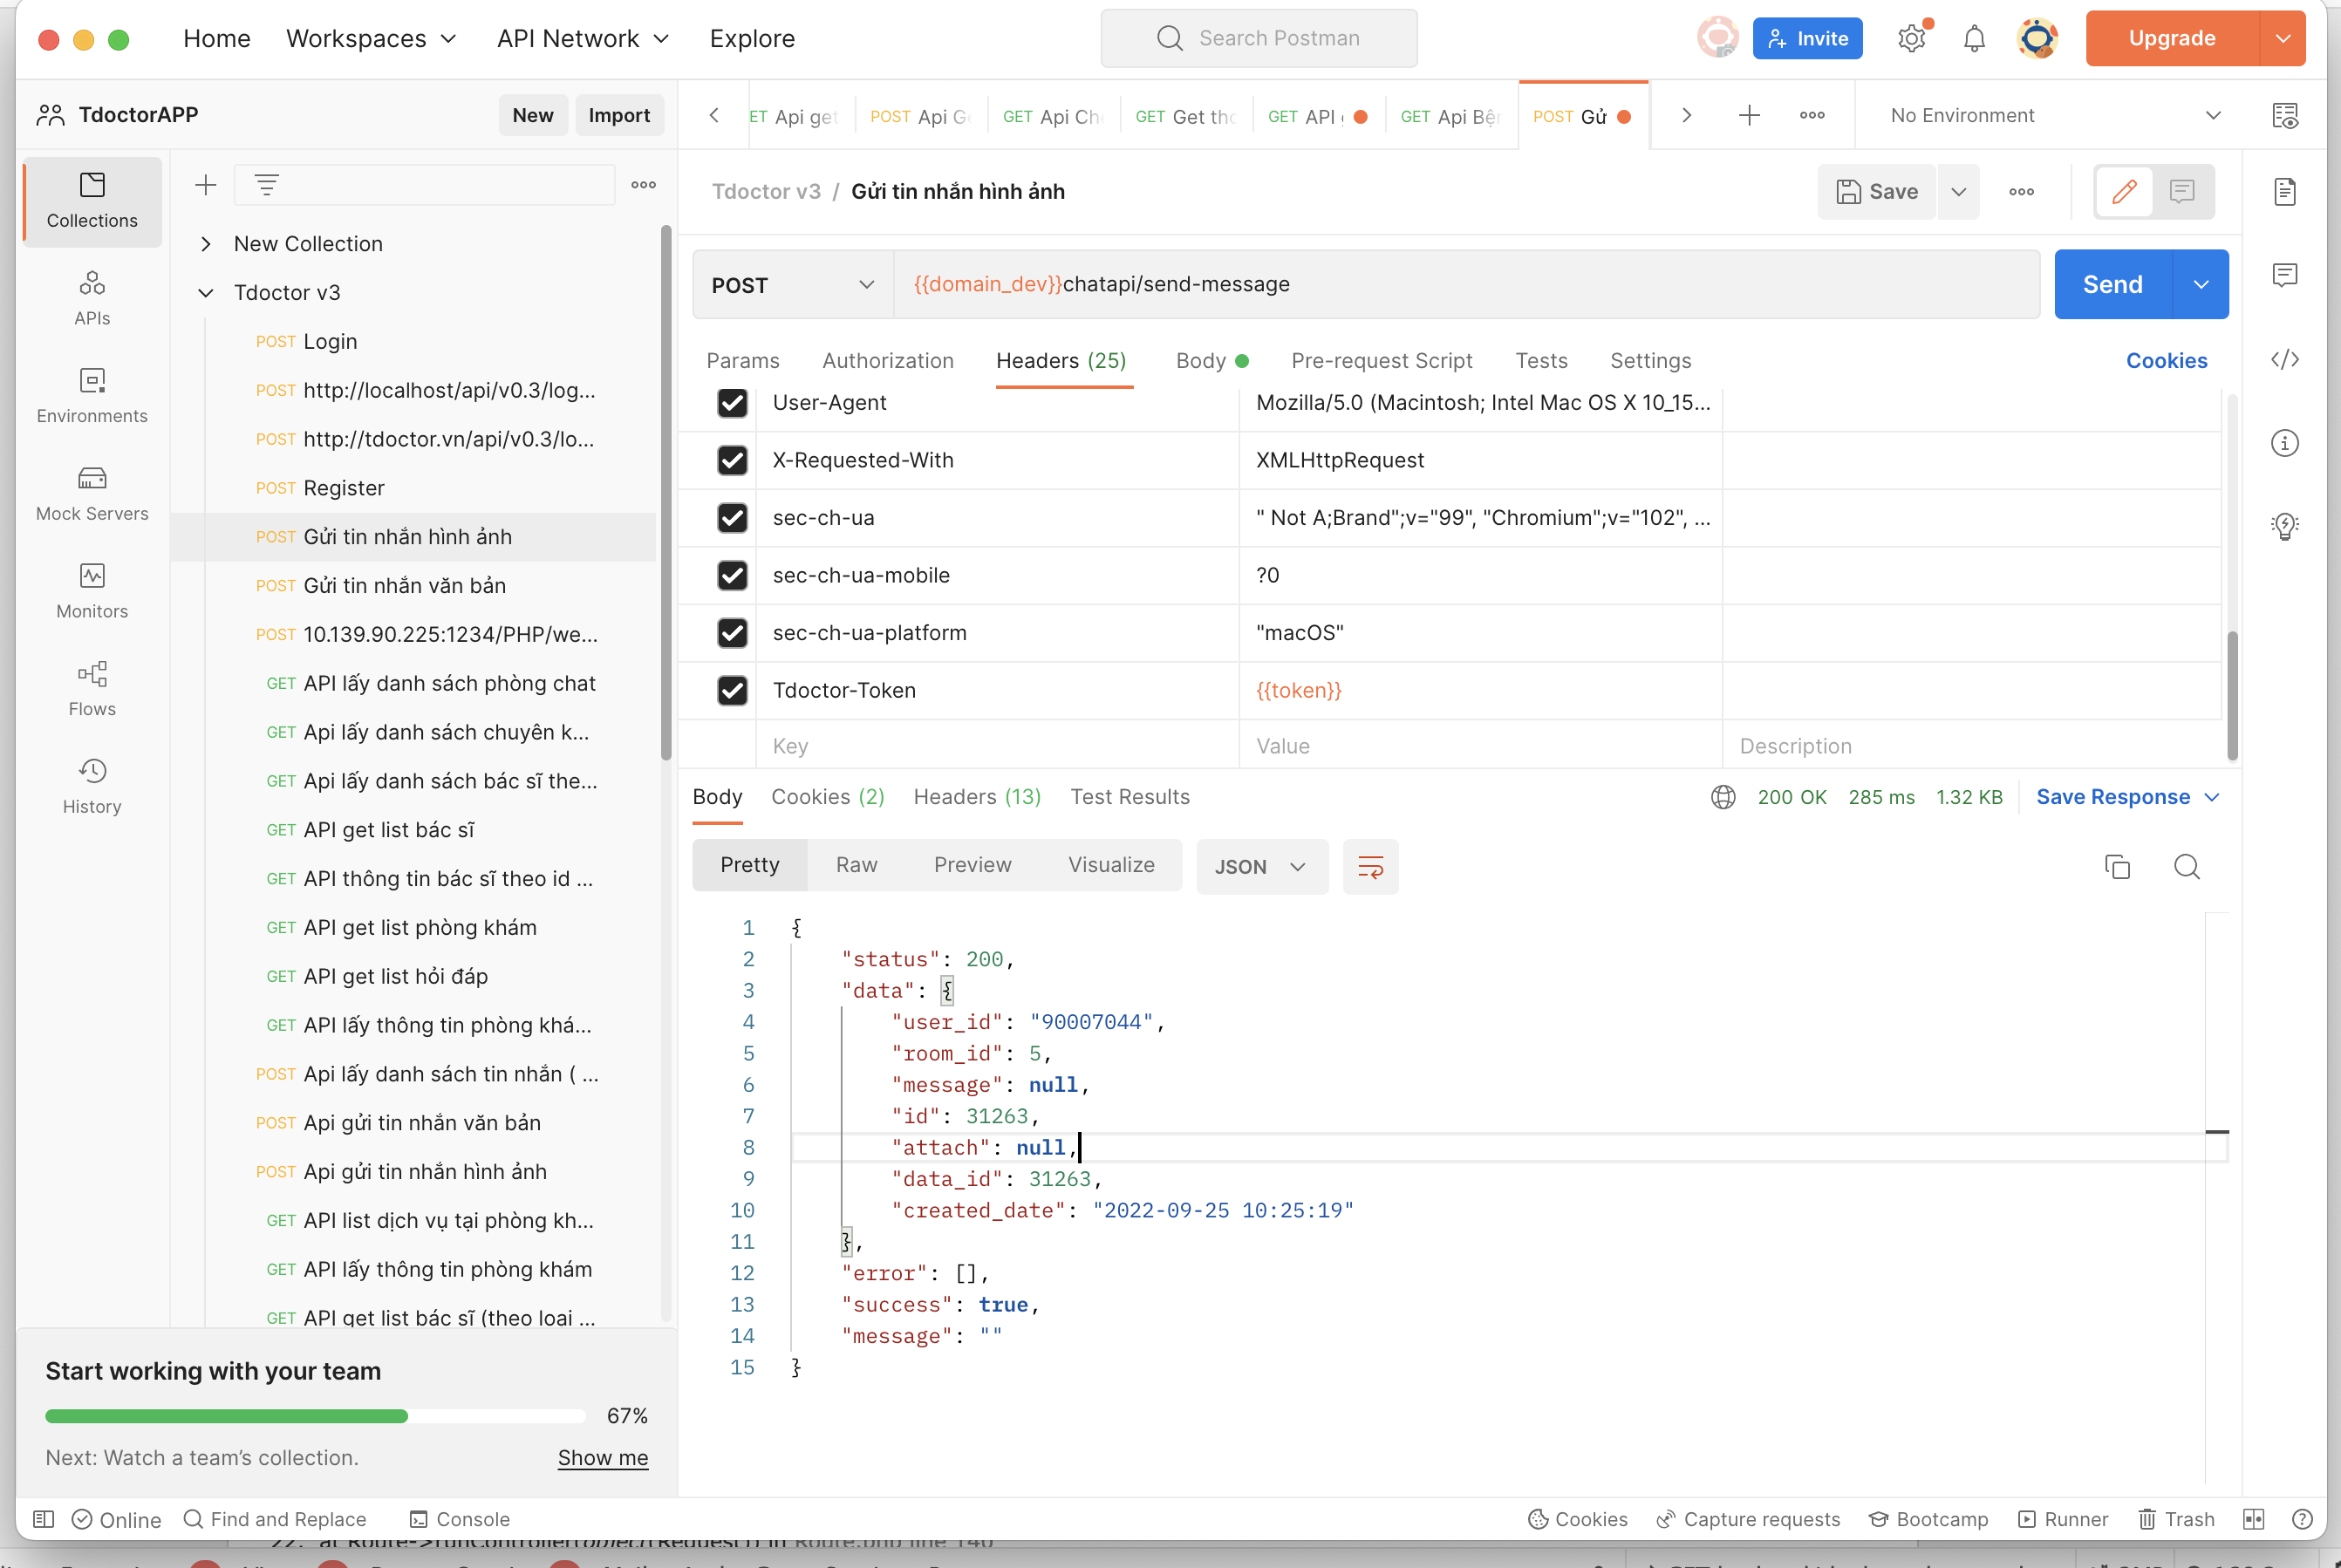 Home
Workspaces
API Network
Explore
Search Postman
Invite
Upgrade
TdoctorAPP
New
Import
ET Api get
POST Api G
GET Api Ch
GET Get th
GET API
GET Api Bện
POST Gử
No Environment
Collections
APIs
Environments
Mock Servers
Monitors
Flows
History
New Collection
Tdoctor v3
POST Login
POST http://localhost/api/v0.3/log...
POST http://tdoctor.vn/api/v0.3/lo...
POST Register
POST Gửi tin nhắn hình ảnh
POST Gửi tin nhắn văn bản
POST 10.139.90.225:1234/PHP/we...
GET API lấy danh sách phòng chat
GET Api lấy danh sách chuyên k...
GET Api lấy danh sách bác sĩ the...
GET API get list bác sĩ
GET API thông tin bác sĩ theo id ...
GET API get list phòng khám
GET API get list hỏi đáp
GET API lấy thông tin phòng khá...
POST Api lấy danh sách tin nhắn ( ...
POST Api gửi tin nhắn văn bản
POST Api gửi tin nhắn hình ảnh
GET API list dịch vụ tại phòng kh...
GET API lấy thông tin phòng khám
GET API get list bác sĩ (theo loại ...
Start working with your team
67%
Next: Watch a team's collection.
Show me
Tdoctor v3 / Gửi tin nhắn hình ảnh
Save
POST
{{domain_dev}}chatapi/send-message
Send
Params
Authorization
Headers (25)
Body
Pre-request Script
Tests
Settings
Cookies
User-Agent Mozilla/5.0 (Macintosh; Intel Mac OS X 10_15...
X-Requested-With XMLHttpRequest
sec-ch-ua " Not A;Brand";v="99", "Chromium";v="102", ...
sec-ch-ua-mobile ?0
sec-ch-ua-platform "macOS"
Tdoctor-Token {{token}}
Key Value Description
Body
Cookies (2)
Headers (13)
Test Results
200 OK
285 ms
1.32 KB
Save Response
Pretty
Raw
Preview
Visualize
JSON
1 {
2 "status": 200,
3 "data": {
4 "user_id": "90007044",
5 "room_id": 5,
6 "message": null,
7 "id": 31263,
8 "attach": null,
9 "data_id": 31263,
10 "created_date": "2022-09-25 10:25:19"
11 },
12 "error": [],
13 "success": true,
14 "message": ""
15 }
Online
Find and Replace
Console
Cookies
Capture requests
Bootcamp
Runner
Trash
22. at Route->runController(object(Request)) in Route.php line 140